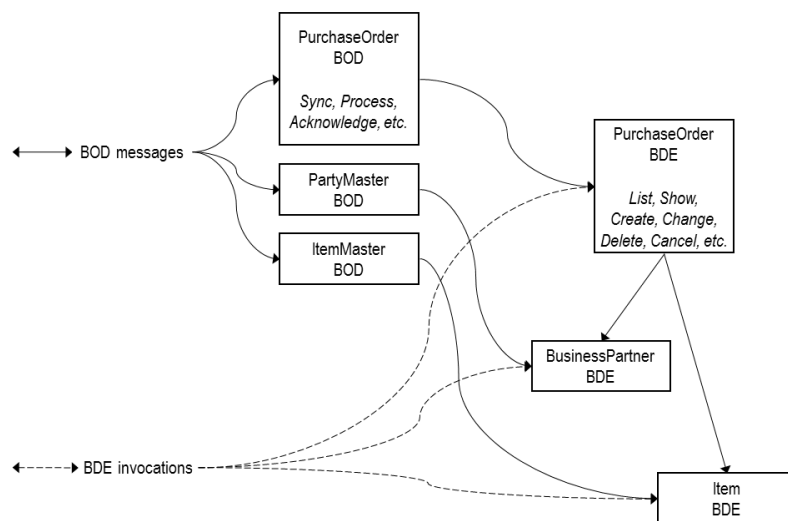 PurchaseOrder
BOD
Sync, Process,
Acknowledge, etc.
BOD messages
PartyMaster
BOD
ItemMaster
BOD
PurchaseOrder
BDE
List, Show,
Create, Change,
Delete, Cancel, etc.
BusinessPartner
BDE
BDE invocations
Item
BDE